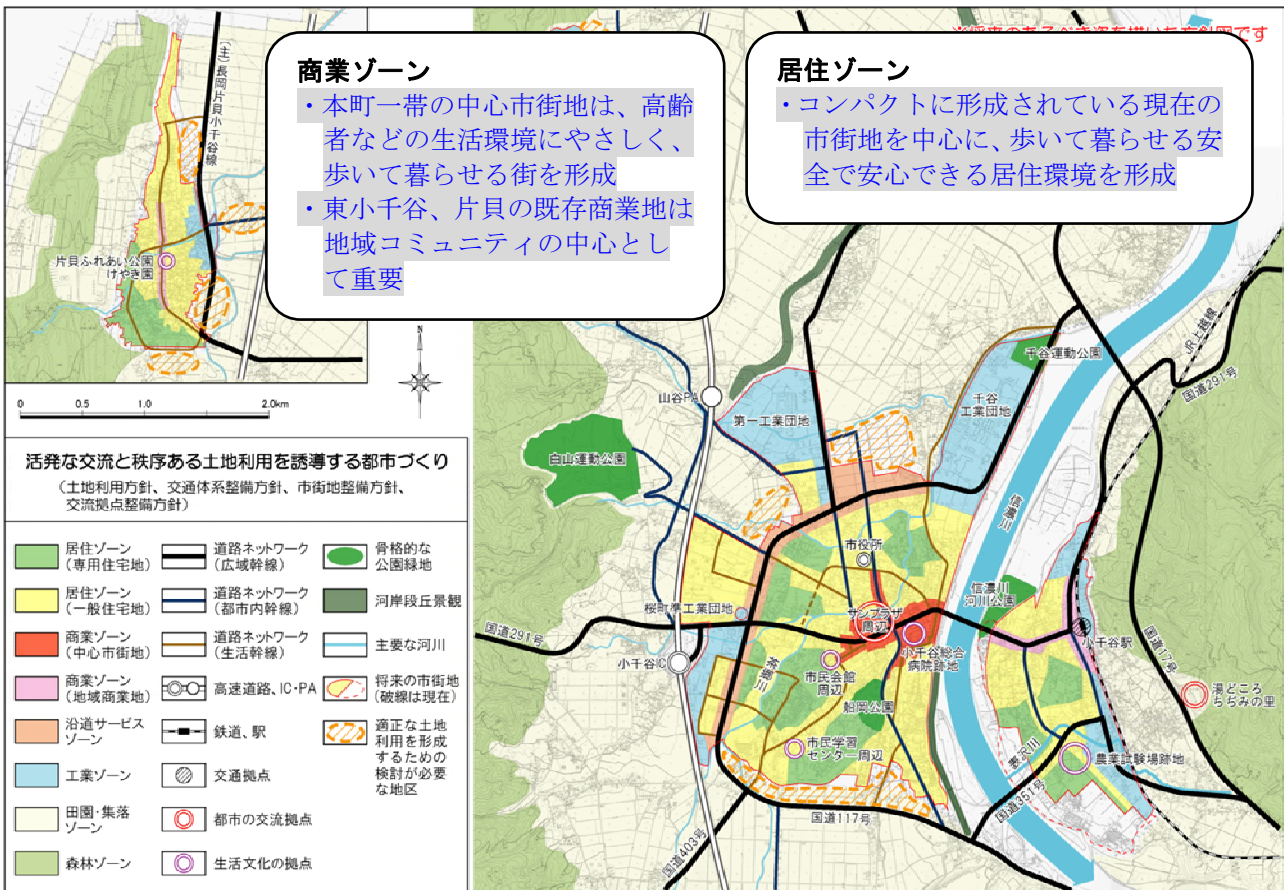 ※将来のあるべき姿を描いた方針図です
商業ゾーン
・本町一帯の中心市街地は、高齢
者などの生活環境にやさしく、
歩いて暮らせる街を形成
・東小千谷、片貝の既存商業地は
地域コミュニティの中心とし
て重要
居住ゾーン
・コンパクトに形成されている現在の
市街地を中心に、歩いて暮らせる安
全で安心できる居住環境を形成
(主)長岡片貝小千谷線
片貝ふれあい公園
けやき園
N
0 0.5 1.0 2.0km
活発な交流と秩序ある土地利用を誘導する都市づくり
(土地利用方針、交通体系整備方針、市街地整備方針、
交流拠点整備方針)
居住ゾーン
(専用住宅地)
居住ゾーン
(一般住宅地)
商業ゾーン
(中心市街地)
商業ゾーン
(地域商業地)
沿道サービス
ゾーン
工業ゾーン
田園・集落
ゾーン
森林ゾーン
道路ネットワーク
(広域幹線)
道路ネットワーク
(都市内幹線)
道路ネットワーク
(生活幹線)
高速道路、IC・PA
鉄道、駅
交通拠点
都市の交流拠点
生活文化の拠点
骨格的な
公園緑地
河岸段丘景観
主要な河川
将来の市街地
(破線は現在)
適正な土地
利用を形成
するための
検討が必要
な地区
山谷PA
第一工業団地
白山運動公園
千谷運動公園
千谷
工業団地
JR上越線
国道291号
信濃川
市役所
サンプラザ
周辺
信濃川
河川公園
桜町準工業団地
国道291号
小千谷IC
茶郷川
市民会館
周辺
小千谷総合
病院跡地
船岡公園
小千谷駅
国道17号
湯どころ
ちぢみの里
市民学習
センター周辺
表沢川
農業試験場跡地
国道351号
国道117号
国道403号